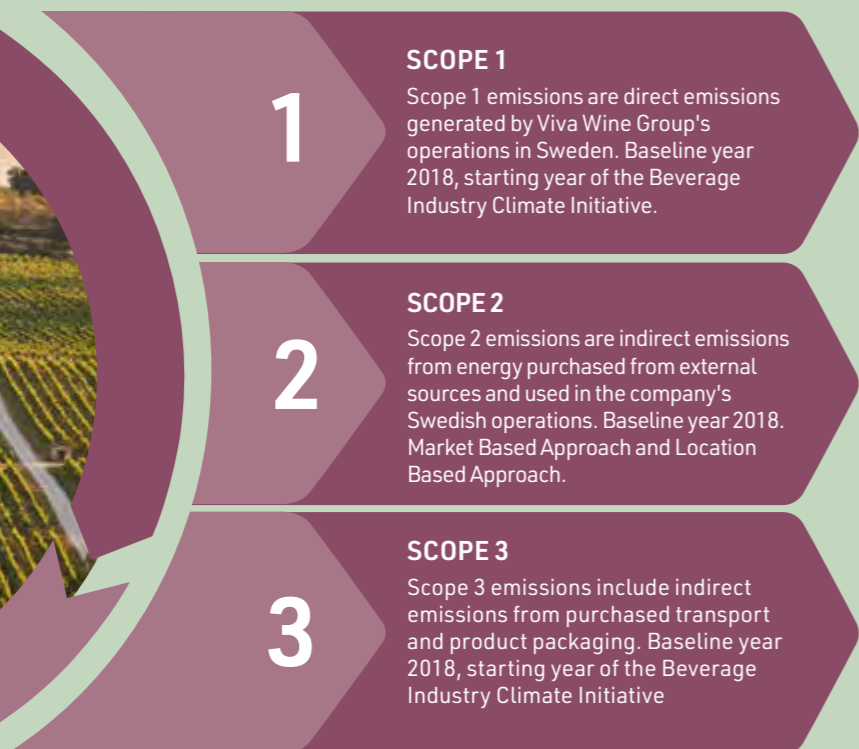 1
SCOPE 1
Scope 1 emissions are direct emissions
generated by Viva Wine Group's
operations in Sweden. Baseline year
2018, starting year of the Beverage
Industry Climate Initiative.
2
SCOPE 2
Scope 2 emissions are indirect emissions
from energy purchased from external
sources and used in the company's
Swedish operations. Baseline year 2018.
Market Based Approach and Location
Based Approach.
3
SCOPE 3
Scope 3 emissions include indirect
emissions from purchased transport
and product packaging. Baseline year
2018, starting year of the Beverage
Industry Climate Initiative